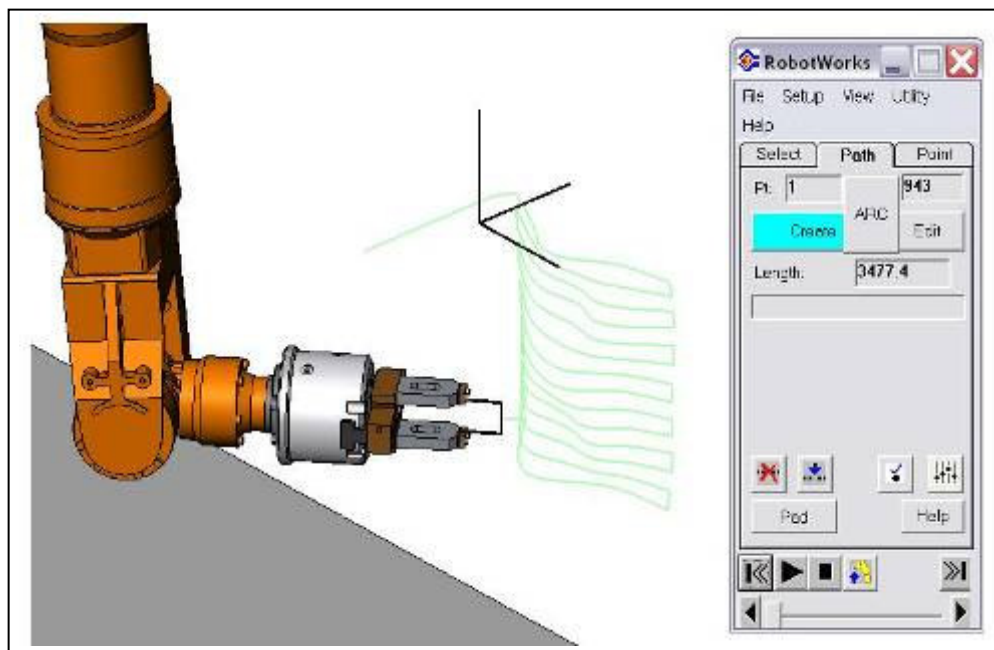 RobotWorks
File Setup View Utility
Help
Select Path Point
Pt: 1 943
Create ARC Edit
Length: 3477.4
Pad Help